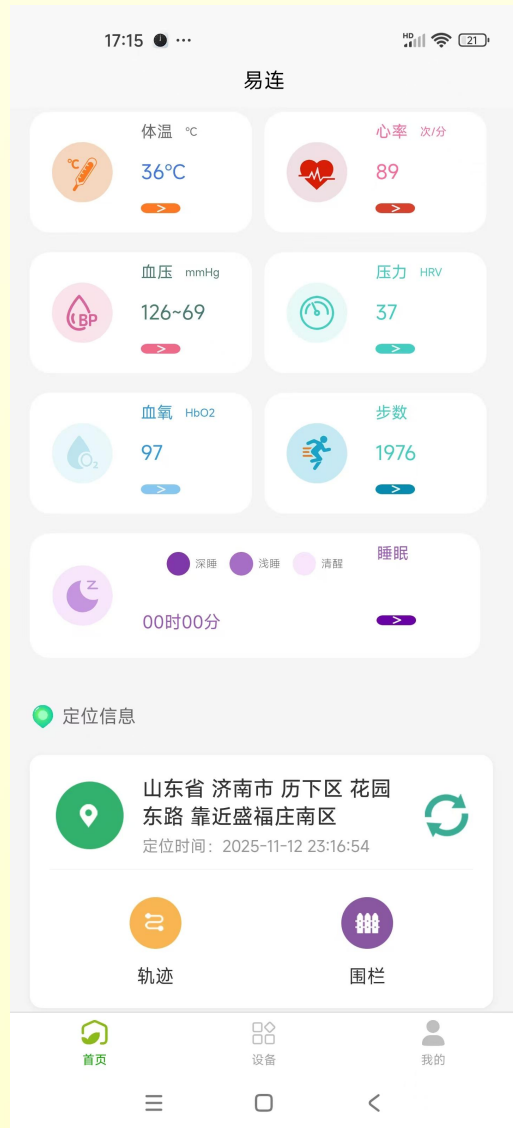 17:15
HD
21
易连
体温 ℃
36℃
>
心率 次/分
89
>
血压 mmHg
126~69
BP
>
压力 HRV
37
>
血氧 HbO2
97
O₂
>
步数
1976
>
深睡 浅睡 清醒
睡眠
Z
00时00分
>
定位信息
山东省 济南市 历下区 花园
东路 靠近盛福庄南区
定位时间：2025-11-12 23:16:54
轨迹 围栏
首页 设备 我的